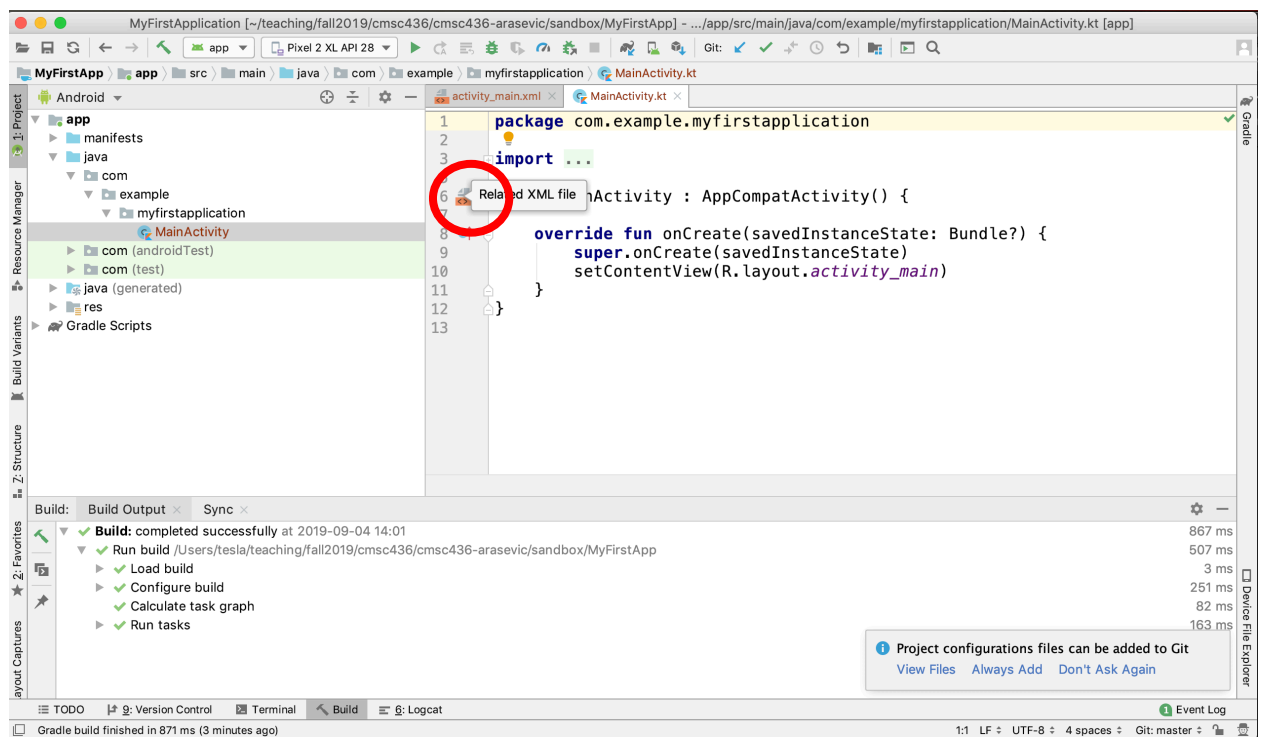 MyFirstApplication [~/teaching/fall2019/cmsc436/cmsc436-arasevic/sandbox/MyFirstApp] - .../app/src/main/java/com/example/myfirstapplication/MainActivity.kt [app]
app Pixel 2 XL API 28 Git:
MyFirstApp app src main java com example myfirstapplication MainActivity.kt
1: Project
Resource Manager
Build Variants
Z: Structure
2: Favorites
ayout Captures
Android
app
manifests
java
com
example
myfirstapplication
MainActivity
com (androidTest)
com (test)
java (generated)
res
Gradle Scripts
activity_main.xml MainActivity.kt
1 package com.example.myfirstapplication
2
3 import ...
6 nActivity : AppCompatActivity() {
Related XML file
7
8 override fun onCreate(savedInstanceState: Bundle?) {
9 super.onCreate(savedInstanceState)
10 setContentView(R.layout.activity_main)
11 }
12 }
13
Gradle
Device File Explorer
Build: Build Output Sync
Build: completed successfully at 2019-09-04 14:01 867 ms
Run build /Users/tesla/teaching/fall2019/cmsc436/cmsc436-arasevic/sandbox/MyFirstApp 507 ms
Load build 3 ms
Configure build 251 ms
Calculate task graph 82 ms
Run tasks 163 ms
Project configurations files can be added to Git
View Files Always Add Don't Ask Again
TODO 9: Version Control Terminal Build 6: Logcat 1 Event Log
Gradle build finished in 871 ms (3 minutes ago) 1:1 LF UTF-8 4 spaces Git: master